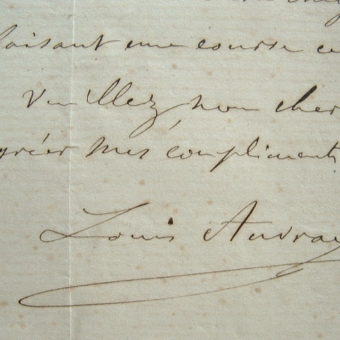 faisant une course
Veuillez mon cher
agréer mes compliments
Louis Auvray